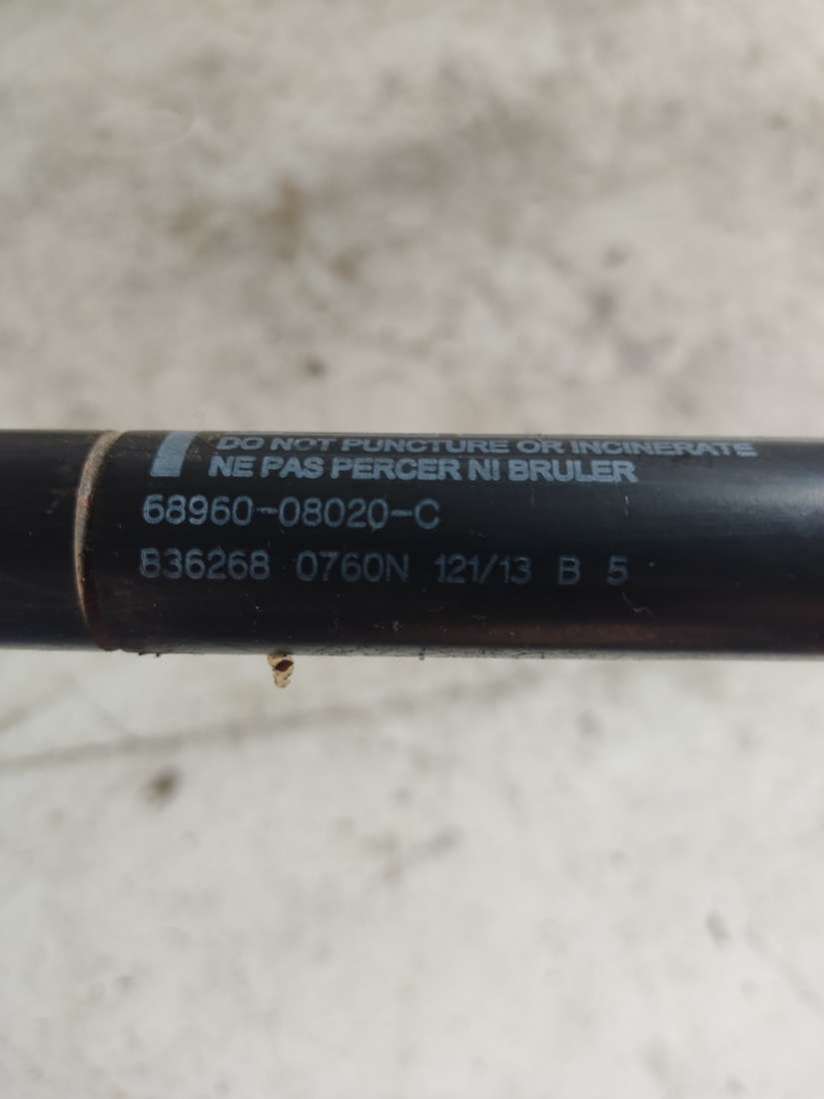 DO NOT PUNCTURE OR INCINERATE
NE PAS PERCER NI BRULER
68960-08020-C
836268 0760N 121/13 B 5